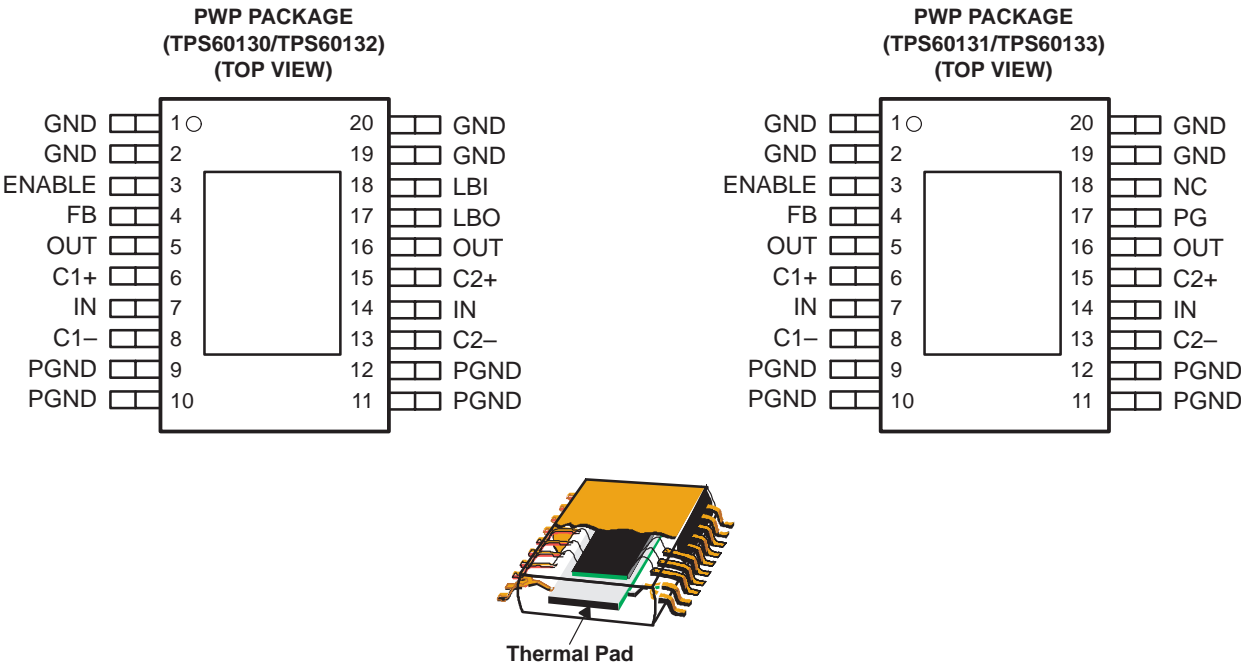 PWP PACKAGE
(TPS60130/TPS60132)
(TOP VIEW)
GND 1 20 GND
GND 2 19 GND
ENABLE 3 18 LBI
FB 4 17 LBO
OUT 5 16 OUT
C1+ 6 15 C2+
IN 7 14 IN
C1– 8 13 C2–
PGND 9 12 PGND
PGND 10 11 PGND
PWP PACKAGE
(TPS60131/TPS60133)
(TOP VIEW)
GND 1 20 GND
GND 2 19 GND
ENABLE 3 18 NC
FB 4 17 PG
OUT 5 16 OUT
C1+ 6 15 C2+
IN 7 14 IN
C1– 8 13 C2–
PGND 9 12 PGND
PGND 10 11 PGND
Thermal Pad